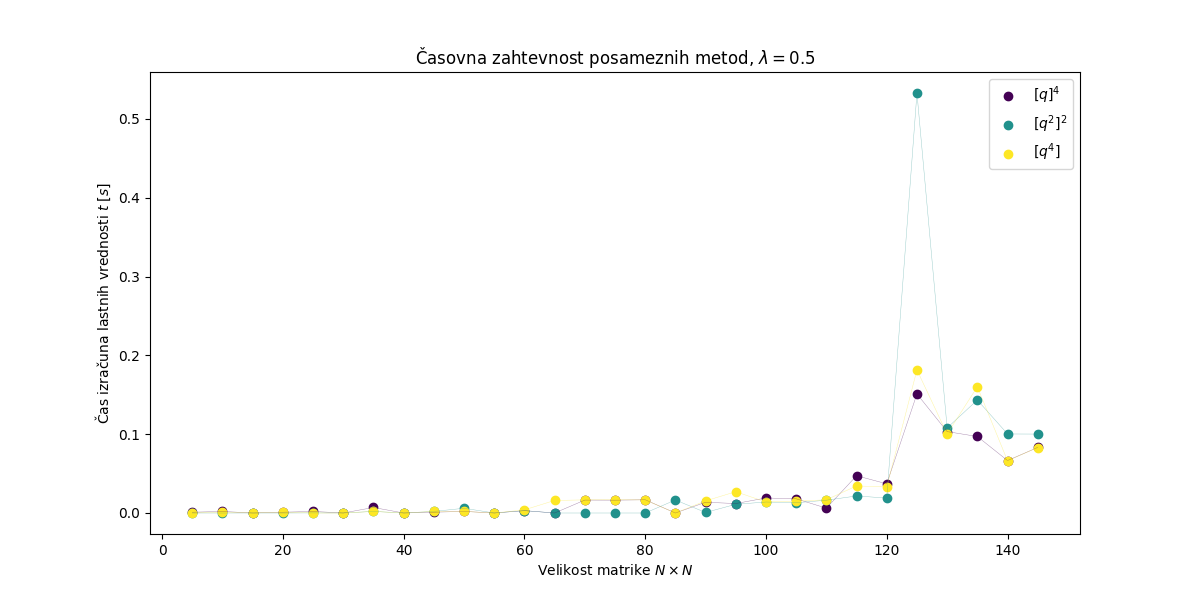 Časovna zahtevnost posameznih metod, λ = 0.5
[q]⁴
[q²]²
[q⁴]
Čas izračuna lastnih vrednosti t [s]
0.5
0.4
0.3
0.2
0.1
0.0
0 20 40 60 80 100 120 140
Velikost matrike N × N